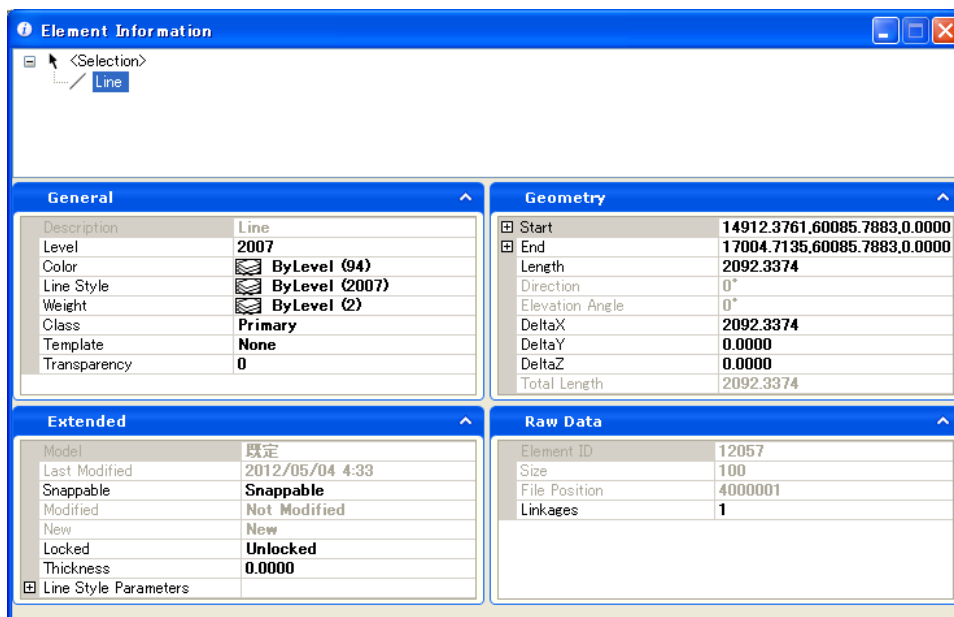 Element Information
<Selection>
Line
General
Description Line
Level 2007
Color ByLevel (94)
Line Style ByLevel (2007)
Weight ByLevel (2)
Class Primary
Template None
Transparency 0
Geometry
Start 14912.3761,60085.7883,0.0000
End 17004.7135,60085.7883,0.0000
Length 2092.3374
Direction 0°
Elevation Angle 0°
DeltaX 2092.3374
DeltaY 0.0000
DeltaZ 0.0000
Total Length 2092.3374
Extended
Model 既定
Last Modified 2012/05/04 4:33
Snappable Snappable
Modified Not Modified
New New
Locked Unlocked
Thickness 0.0000
Line Style Parameters
Raw Data
Element ID 12057
Size 100
File Position 4000001
Linkages 1